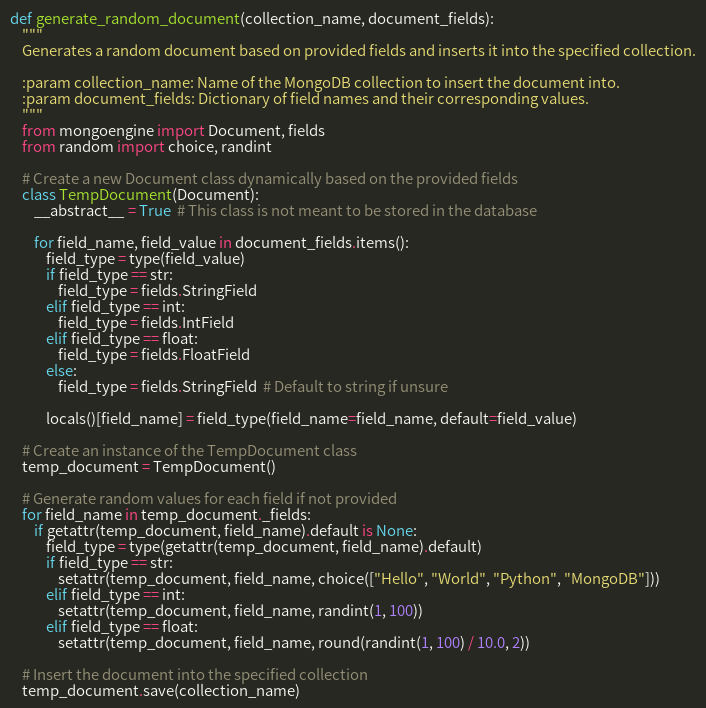 def generate_random_document(collection_name, document_fields):
    """
    Generates a random document based on provided fields and inserts it into the specified collection.

    :param collection_name: Name of the MongoDB collection to insert the document into.
    :param document_fields: Dictionary of field names and their corresponding values.
    """
    from mongoengine import Document, fields
    from random import choice, randint

    # Create a new Document class dynamically based on the provided fields
    class TempDocument(Document):
        __abstract__ = True  # This class is not meant to be stored in the database

        for field_name, field_value in document_fields.items():
            field_type = type(field_value)
            if field_type == str:
                field_type = fields.StringField
            elif field_type == int:
                field_type = fields.IntField
            elif field_type == float:
                field_type = fields.FloatField
            else:
                field_type = fields.StringField  # Default to string if unsure

            locals()[field_name] = field_type(field_name=field_name, default=field_value)

    # Create an instance of the TempDocument class
    temp_document = TempDocument()

    # Generate random values for each field if not provided
    for field_name in temp_document._fields:
        if getattr(temp_document, field_name).default is None:
            field_type = type(getattr(temp_document, field_name).default)
            if field_type == str:
                setattr(temp_document, field_name, choice(["Hello", "World", "Python", "MongoDB"]))
            elif field_type == int:
                setattr(temp_document, field_name, randint(1, 100))
            elif field_type == float:
                setattr(temp_document, field_name, round(randint(1, 100) / 10.0, 2))

    # Insert the document into the specified collection
    temp_document.save(collection_name)